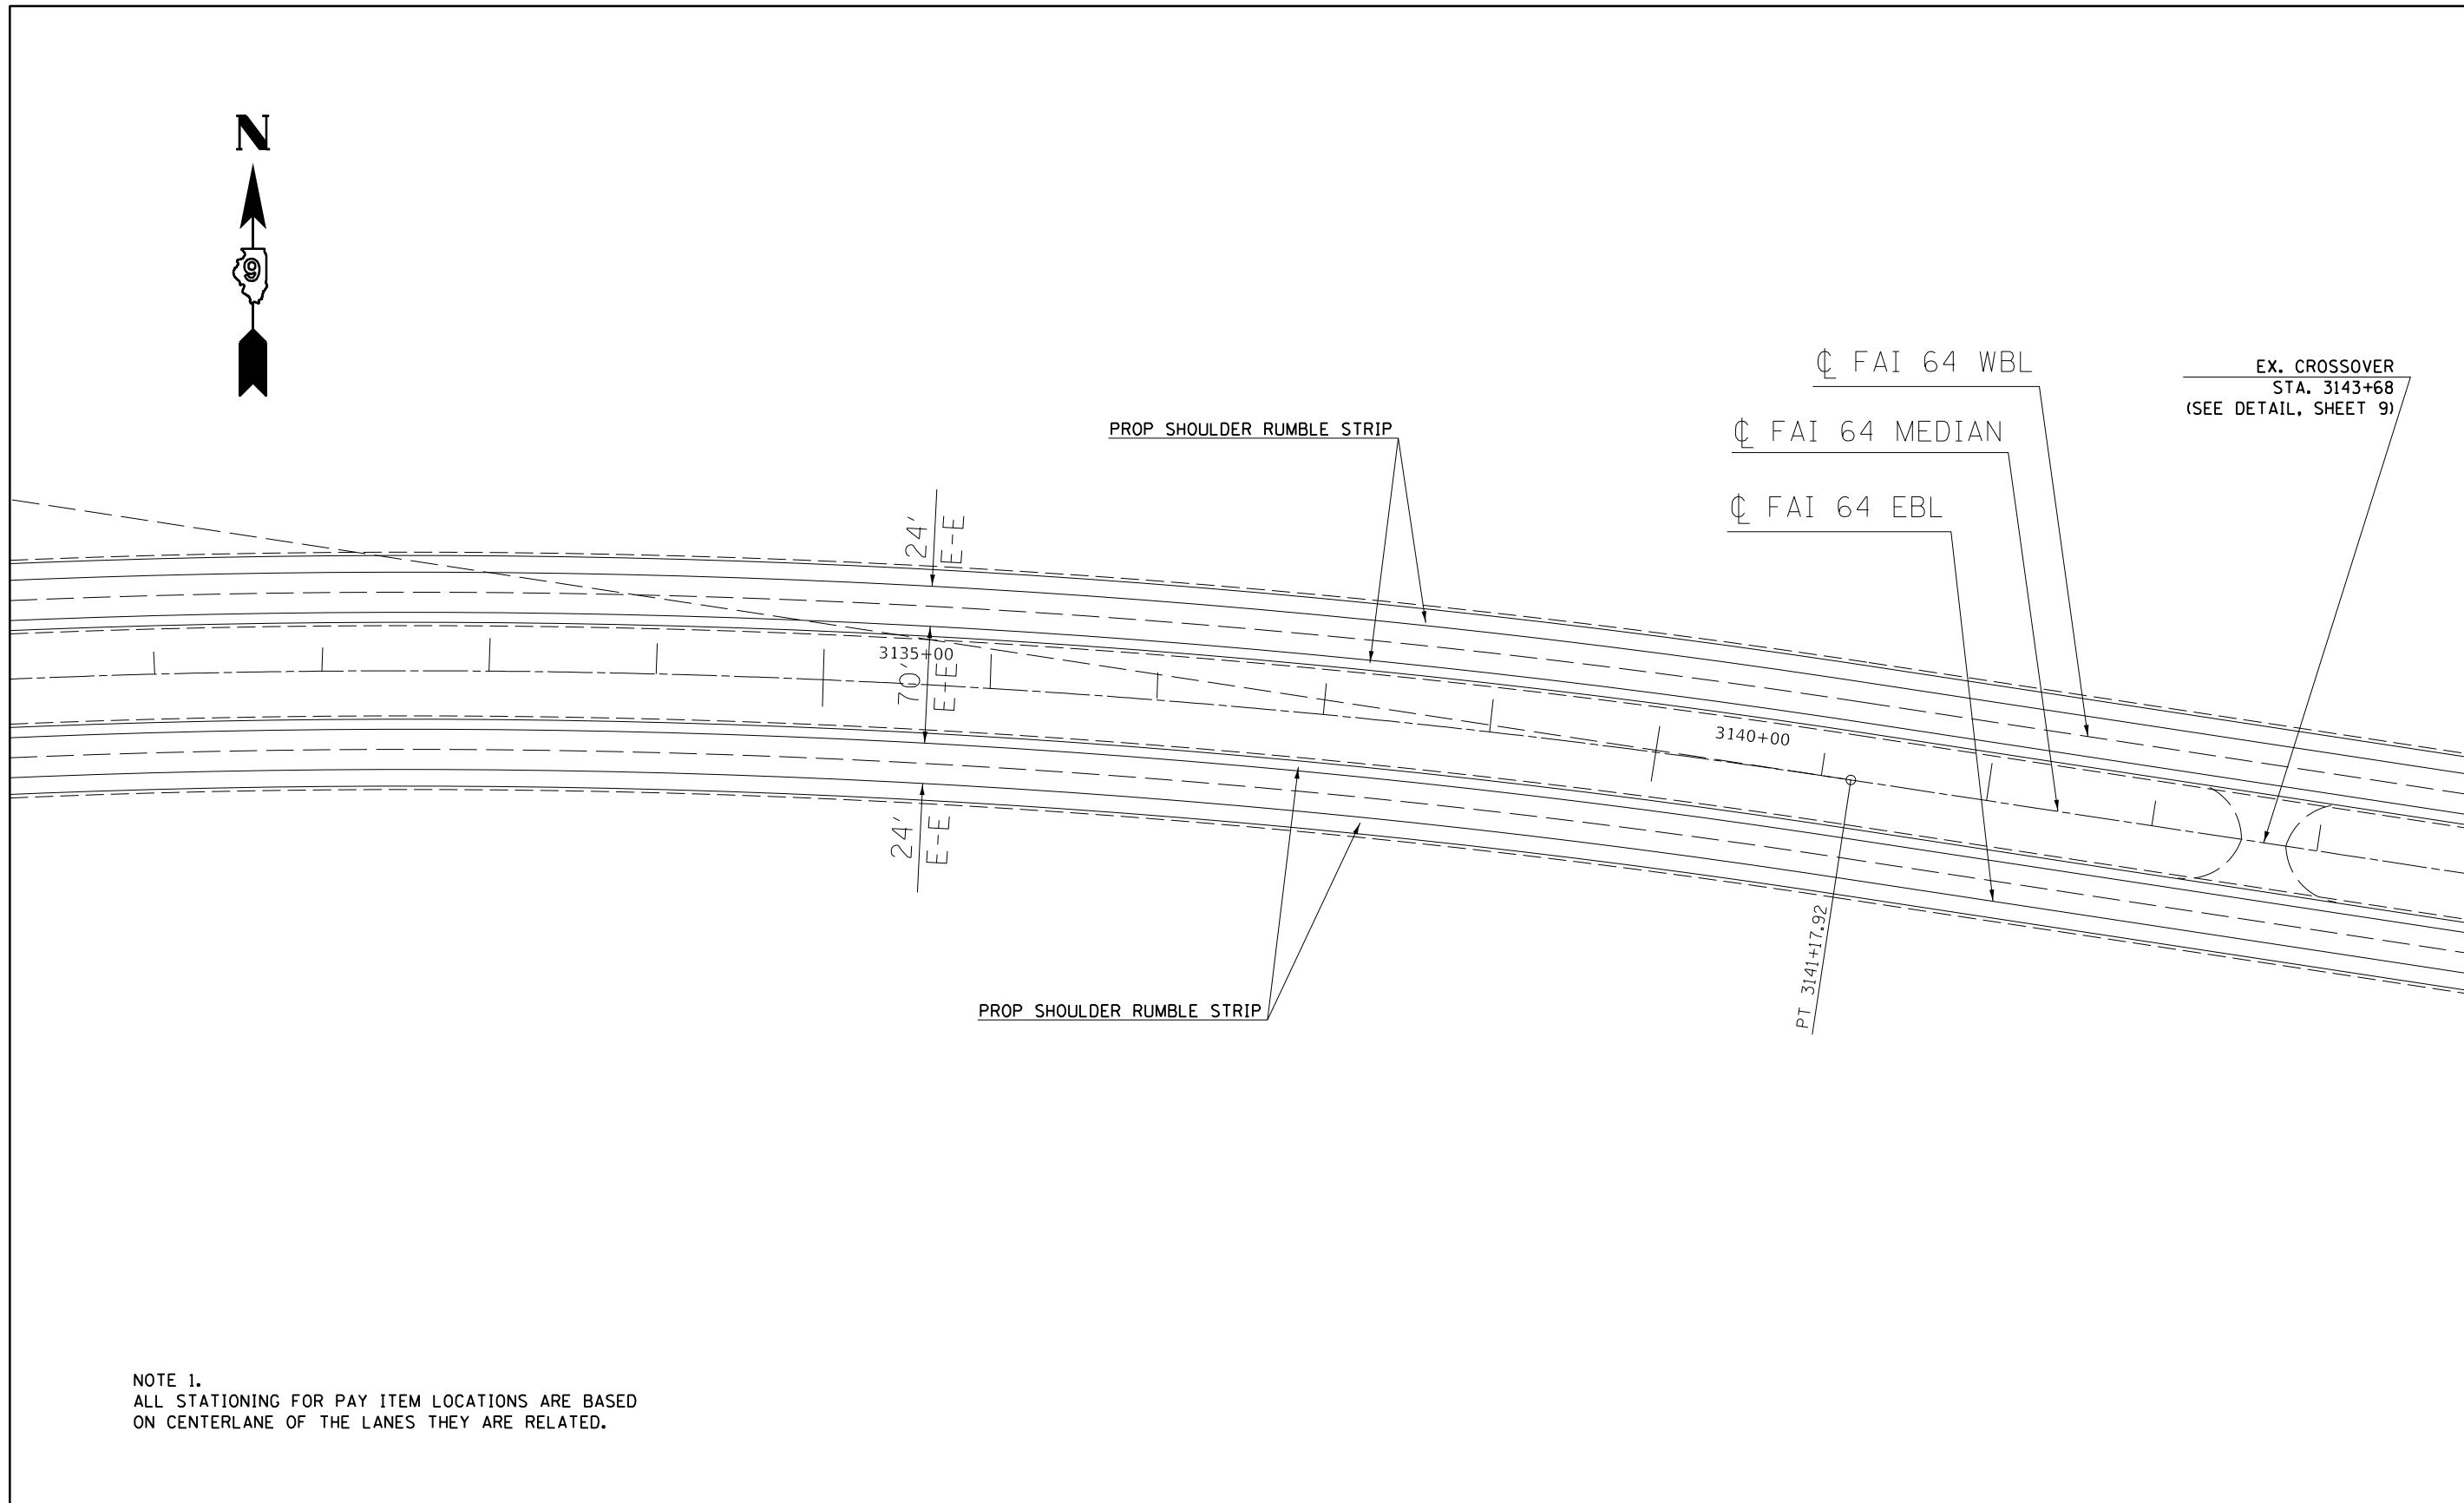 N
9
℄ FAI 64 WBL
EX. CROSSOVER
STA. 3143+68
(SEE DETAIL, SHEET 9)
PROP SHOULDER RUMBLE STRIP
℄ FAI 64 MEDIAN
℄ FAI 64 EBL
24'
E-E
3135+00
70'
E-E
3140+00
24'
E-E
PT 3141+17.92
PROP SHOULDER RUMBLE STRIP
NOTE 1.
ALL STATIONING FOR PAY ITEM LOCATIONS ARE BASED
ON CENTERLANE OF THE LANES THEY ARE RELATED.